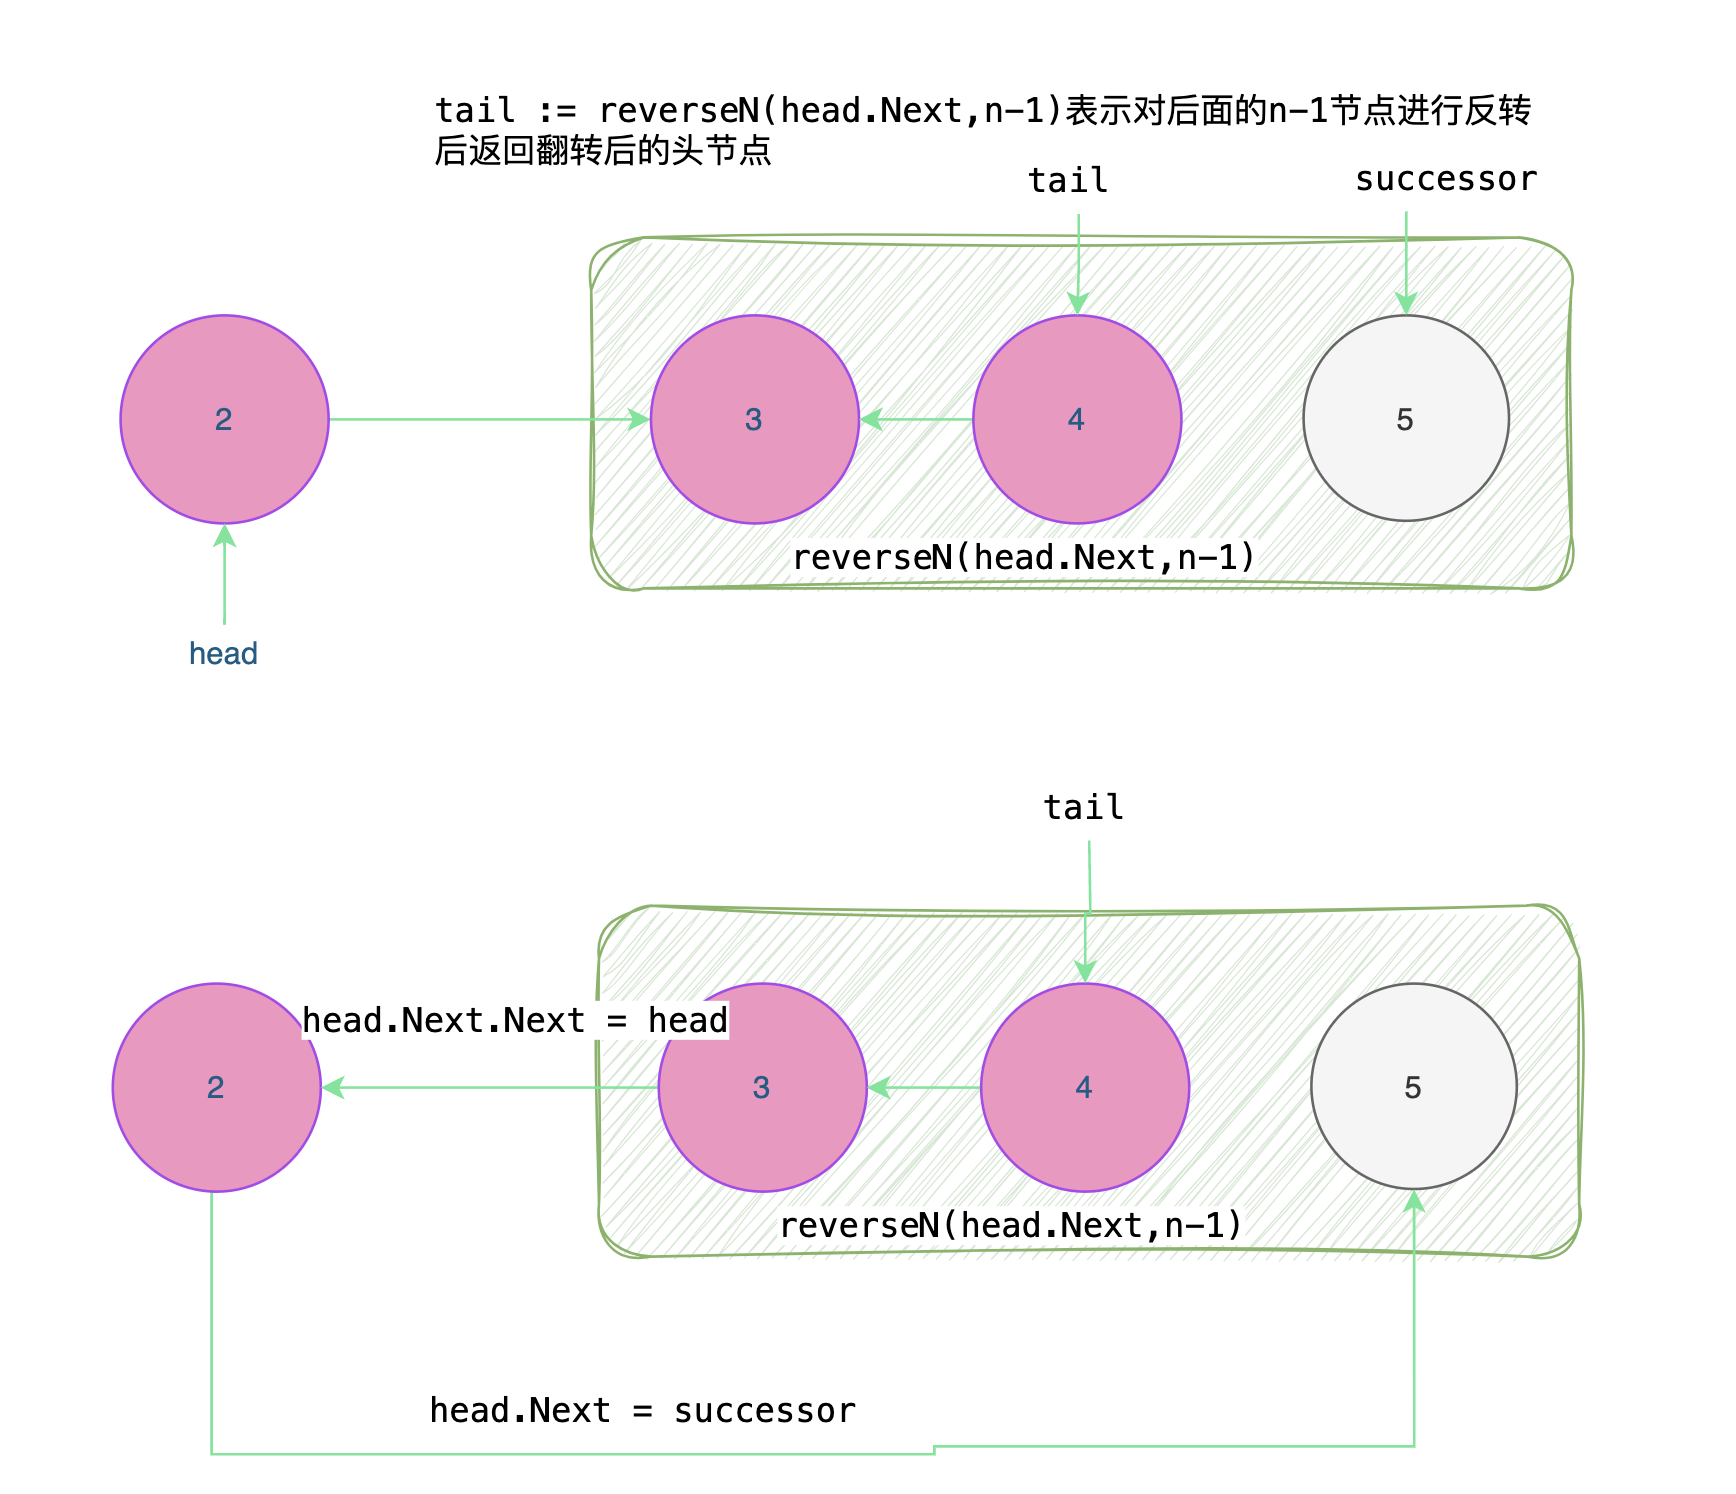 tail := reverseN(head.Next,n-1)表示对后面的n-1节点进行反转
后返回翻转后的头节点
tail
successor
2
3
4
5
reverseN(head.Next,n-1)
head
tail
head.Next.Next = head
2
3
4
5
reverseN(head.Next,n-1)
head.Next = successor